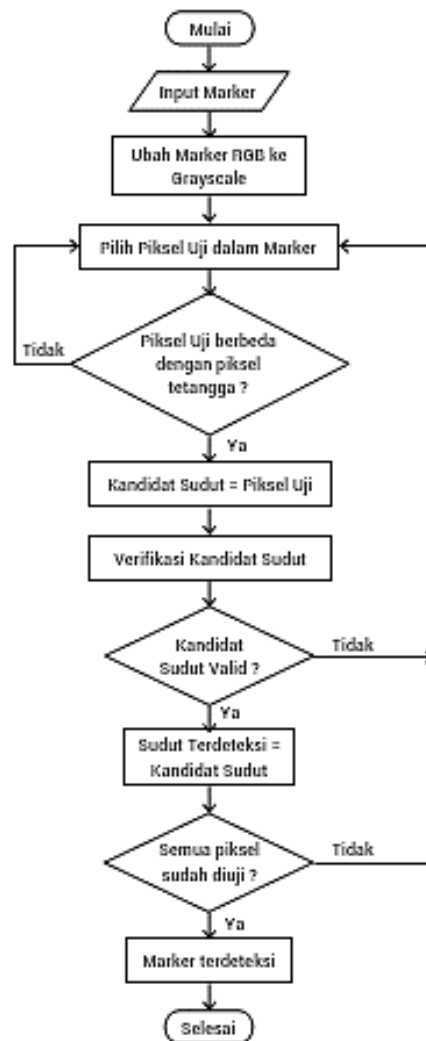 Mulai
Input Marker
Ubah Marker RGB ke
Grayscale
Pilih Piksel Uji dalam Marker
Tidak
Piksel Uji berbeda
dengan piksel
tetangga ?
Ya
Kandidat Sudut = Piksel Uji
Verifikasi Kandidat Sudut
Kandidat
Sudut Valid ?
Tidak
Ya
Sudut Terdeteksi =
Kandidat Sudut
Semua piksel
sudah diuji ?
Tidak
Ya
Marker terdeteksi
Selesai